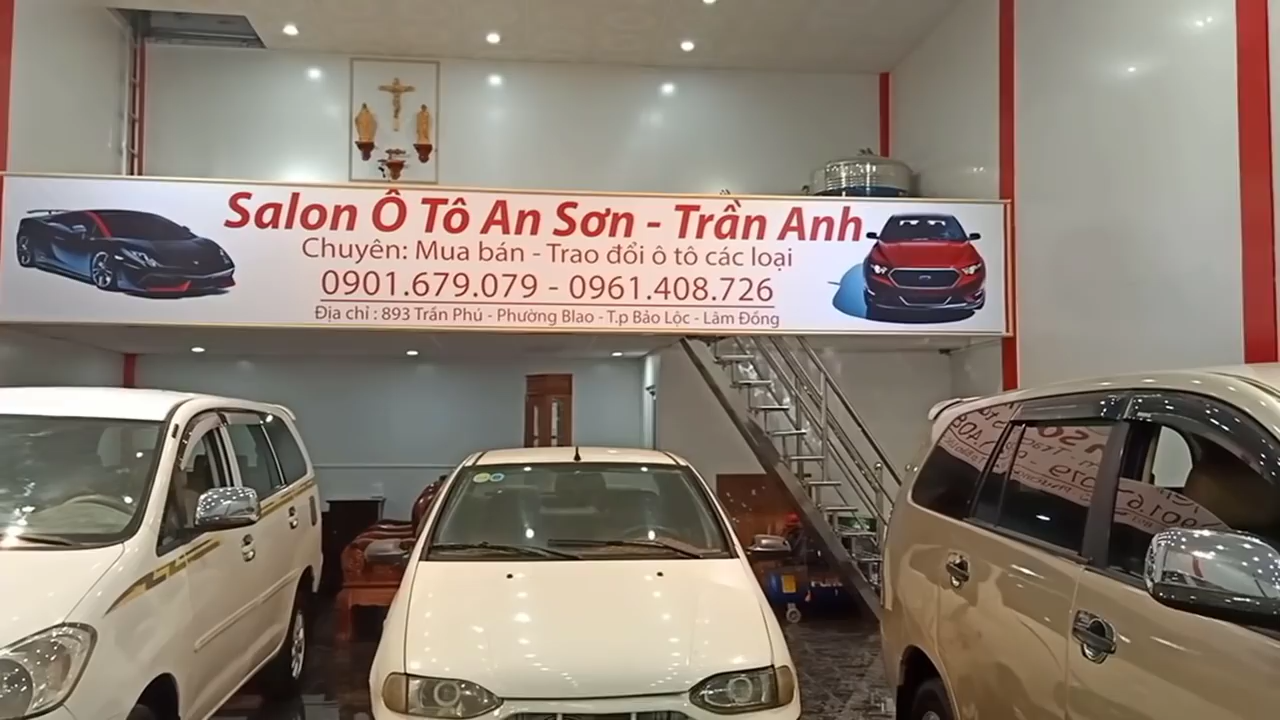 Salon Ô Tô An Sơn - Trần Anh
Chuyên: Mua bán - Trao đổi ô tô các loại
0901.679.079 - 0961.408.726
Địa chỉ : 893 Trần Phú - Phường Blao - T.p Bảo Lộc - Lâm Đồng